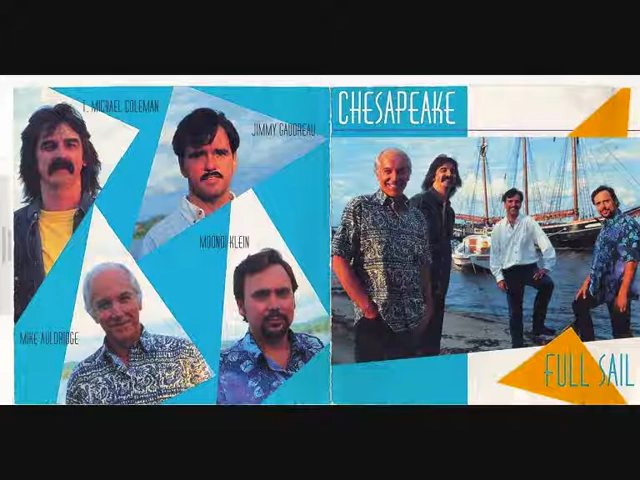 T. MICHAEL COLEMAN
JIMMY GAUDREAU
MOONDI KLEIN
MIKE AULDRIDGE
CHESAPEAKE
FULL SAIL